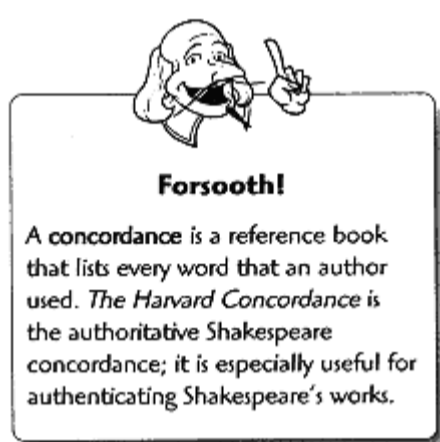 Forsooth!
A concordance is a reference book
that lists every word that an author
used. The Harvard Concordance is
the authoritative Shakespeare
concordance; it is especially useful for
authenticating Shakespeare's works.